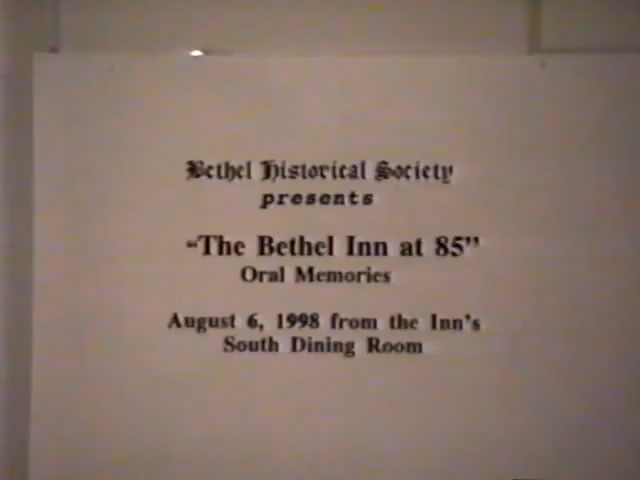 Bethel Historical Society
presents
"The Bethel Inn at 85"
Oral Memories
August 6, 1998 from the Inn's
South Dining Room